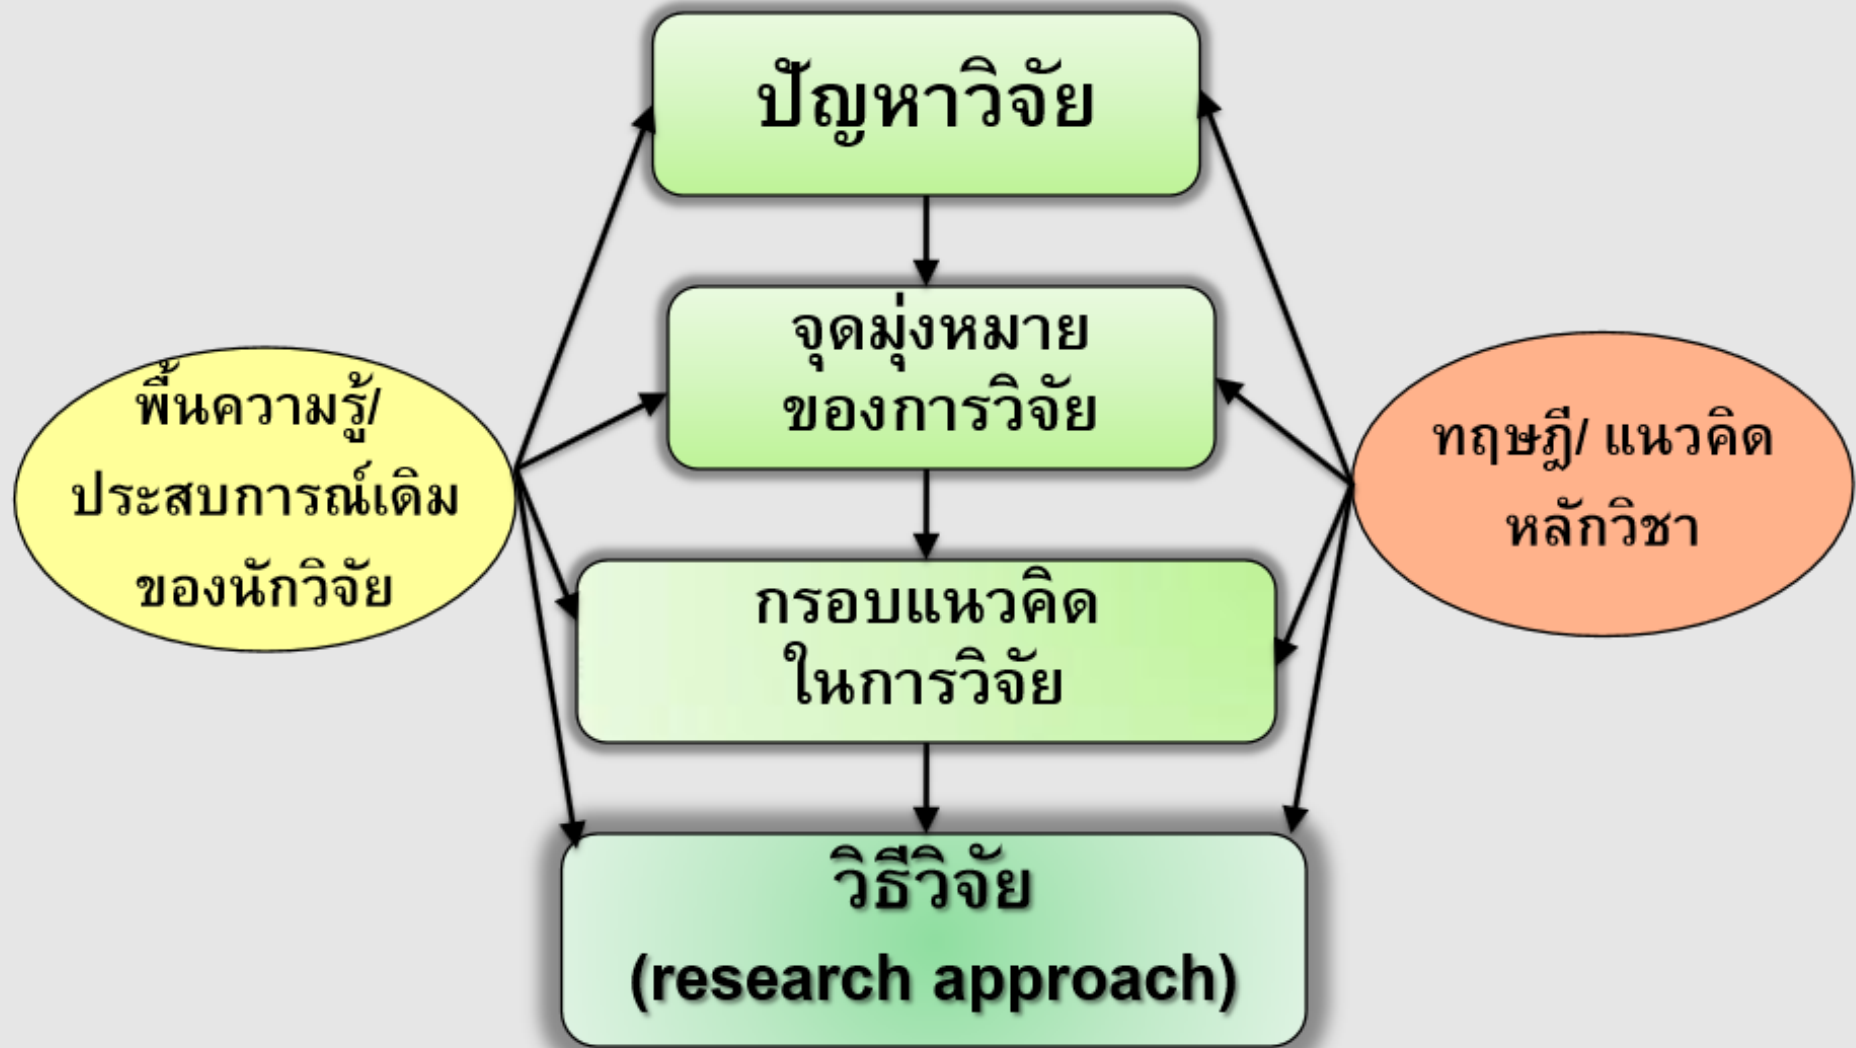 ปัญหาวิจัย
จุดมุ่งหมาย
ของการวิจัย
พื้นความรู้/
ประสบการณ์เดิม
ของนักวิจัย
ทฤษฎี/ แนวคิด
หลักวิชา
กรอบแนวคิด
ในการวิจัย
วิธีวิจัย
(research approach)